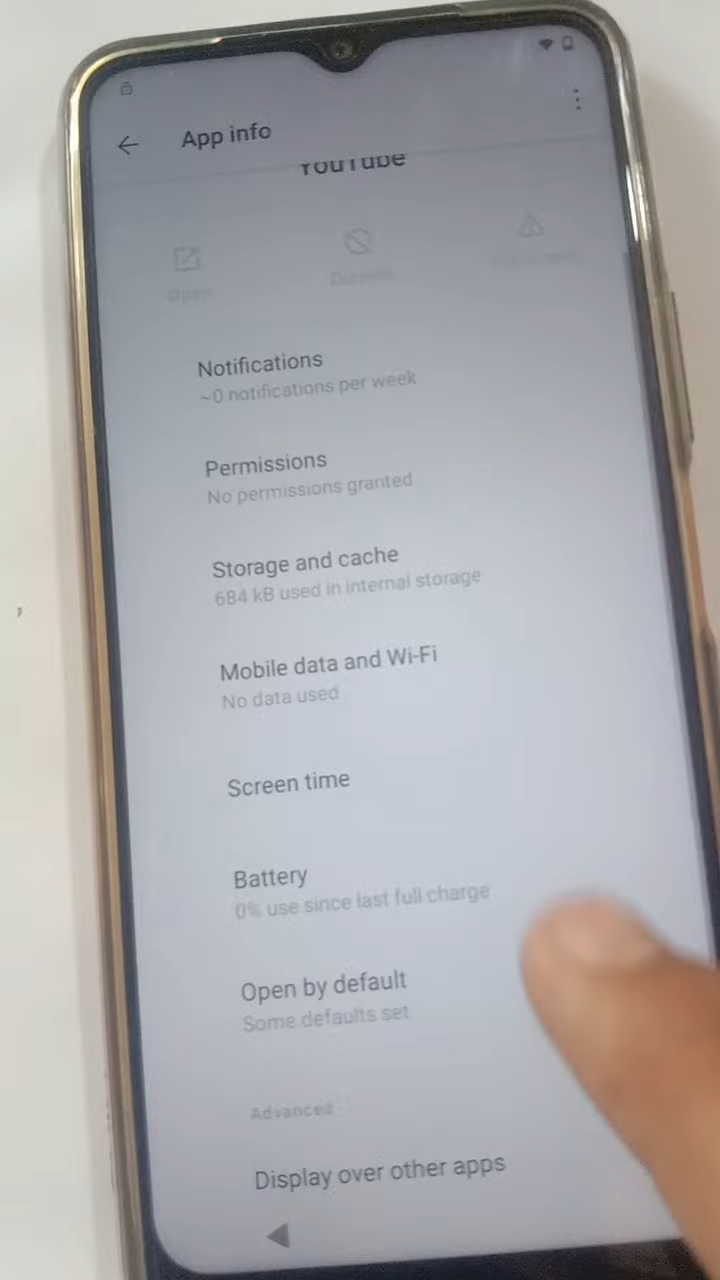 App info
YouTube
Open
Disable
Notifications
~0 notifications per week
Permissions
No permissions granted
Storage and cache
684 kB used in internal storage
Mobile data and Wi-Fi
No data used
Screen time
Battery
0% use since last full charge
Open by default
Some defaults set
Advanced
Display over other apps